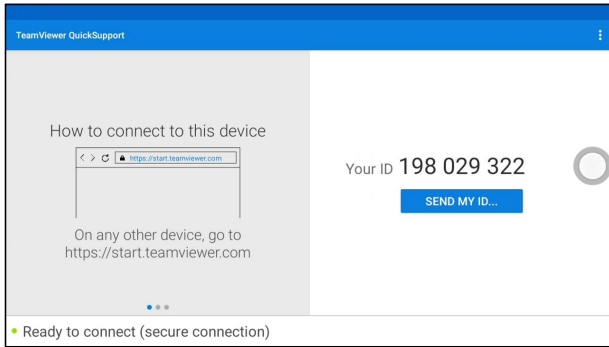 TeamViewer QuickSupport
How to connect to this device
https://start.teamviewer.com
On any other device, go to
https://start.teamviewer.com
Your ID 198 029 322
SEND MY ID...
Ready to connect (secure connection)